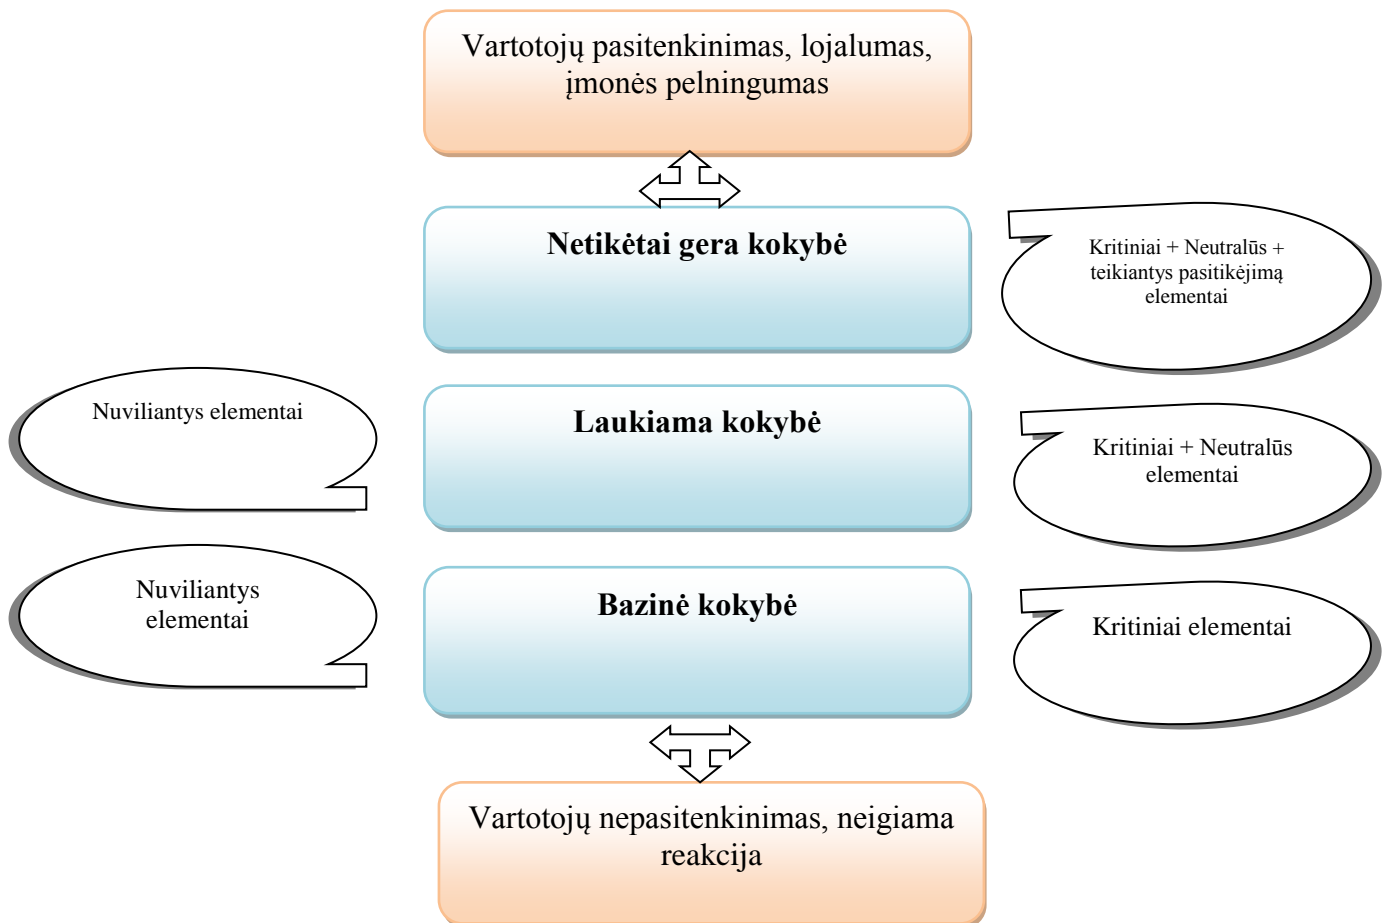 Vartotojų pasitenkinimas, lojalumas,
įmonės pelningumas
Netikėtai gera kokybė
Kritiniai + Neutralūs +
teikiantys pasitikėjimą
elementai
Nuviliantys elementai
Laukiama kokybė
Kritiniai + Neutralūs
elementai
Nuviliantys
elementai
Bazinė kokybė
Kritiniai elementai
Vartotojų nepasitenkinimas, neigiama
reakcija